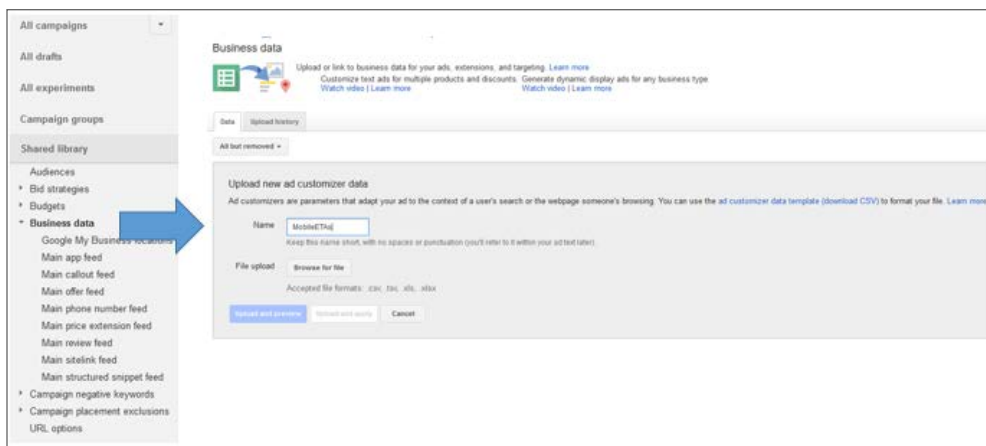 All campaigns
All drafts
All experiments
Campaign groups
Shared library
Audiences
Bid strategies
Budgets
Business data
Google My Business locations
Main app feed
Main callout feed
Main offer feed
Main phone number feed
Main price extension feed
Main review feed
Main sitelink feed
Main structured snippet feed
Campaign negative keywords
Campaign placement exclusions
URL options
Business data
Upload or link to business data for your ads, extensions, and targeting. Learn more
Customize text ads for multiple products and discounts. Generate dynamic display ads for any business type
Watch video | Learn more Watch video | Learn more
Data Upload history
All but removed
Upload new ad customizer data
Ad customizers are parameters that adapt your ad to the context of a user's search or the webpage someone's browsing. You can use the ad customizer data template (download CSV) to format your file. Learn more
Name MobileETAs
Keep this name short, with no spaces or punctuation (you'll refer to it within your ad text later).
File upload Browse for file
Accepted file formats: .csv, .tsv, .xls, .xlsx
Upload and preview Upload and apply Cancel